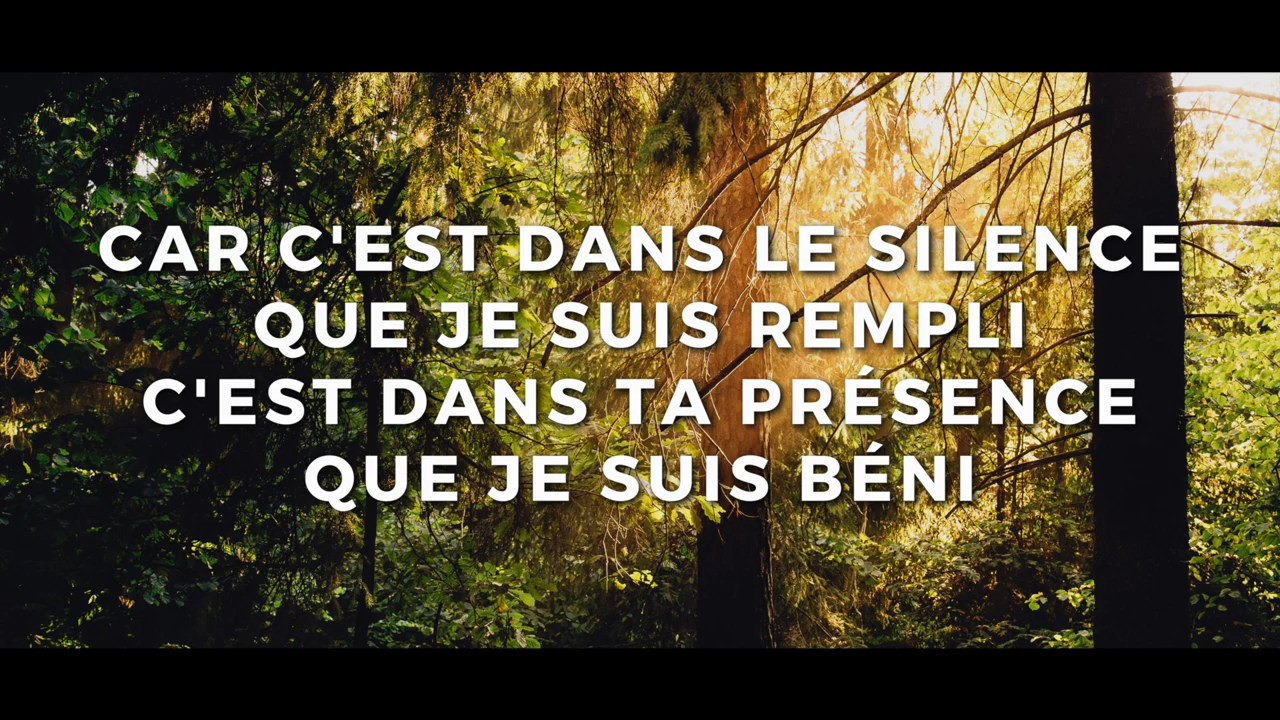 CAR C'EST DANS LE SILENCE
QUE JE SUIS REMPLI
C'EST DANS TA PRÉSENCE
QUE JE SUIS BÉNI